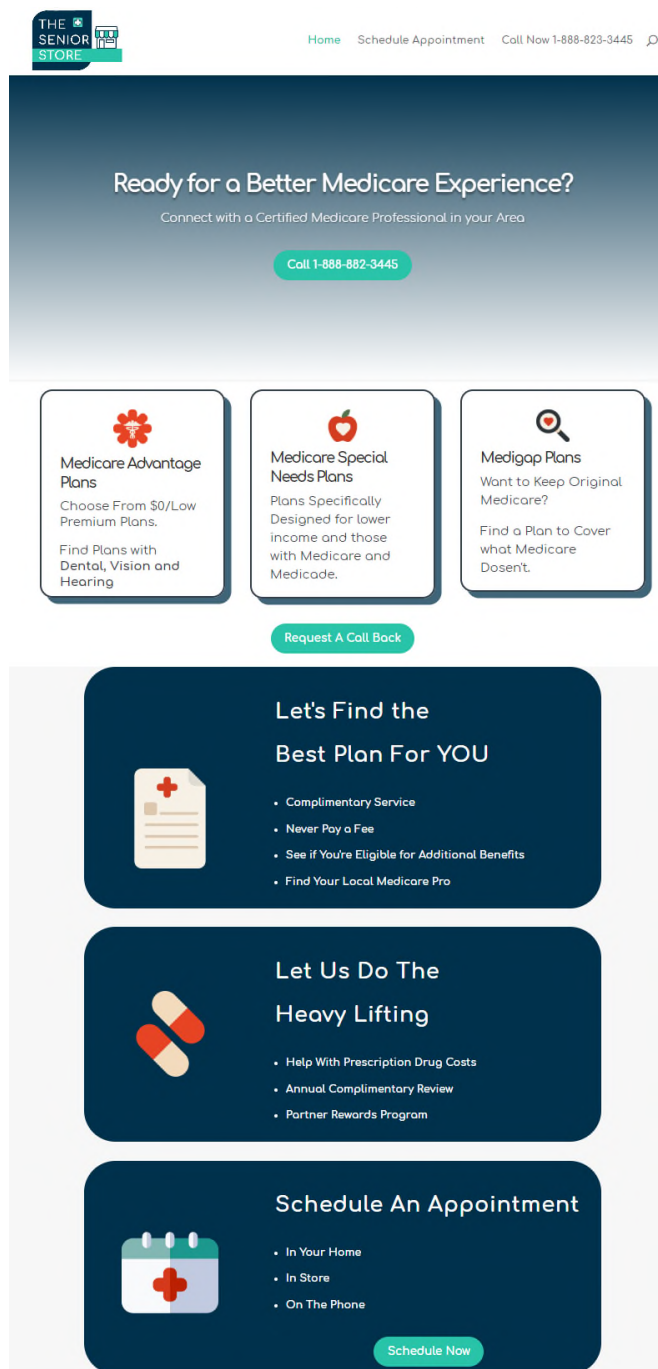 THE
SENIOR
STORE
Home Schedule Appointment Call Now 1-888-823-3445
Ready for a Better Medicare Experience?
Connect with a Certified Medicare Professional in your Area
Call 1-888-882-3445
Medicare Advantage
Plans
Choose From $0/Low
Premium Plans.
Find Plans with
Dental, Vision and
Hearing
Medicare Special
Needs Plans
Plans Specifically
Designed for lower
income and those
with Medicare and
Medicade.
Medigap Plans
Want to Keep Original
Medicare?
Find a Plan to Cover
what Medicare
Dosen't.
Request A Call Back
Let's Find the
Best Plan For YOU
• Complimentary Service
• Never Pay a Fee
• See if You're Eligible for Additional Benefits
• Find Your Local Medicare Pro
Let Us Do The
Heavy Lifting
• Help With Prescription Drug Costs
• Annual Complimentary Review
• Partner Rewards Program
Schedule An Appointment
• In Your Home
• In Store
• On The Phone
Schedule Now